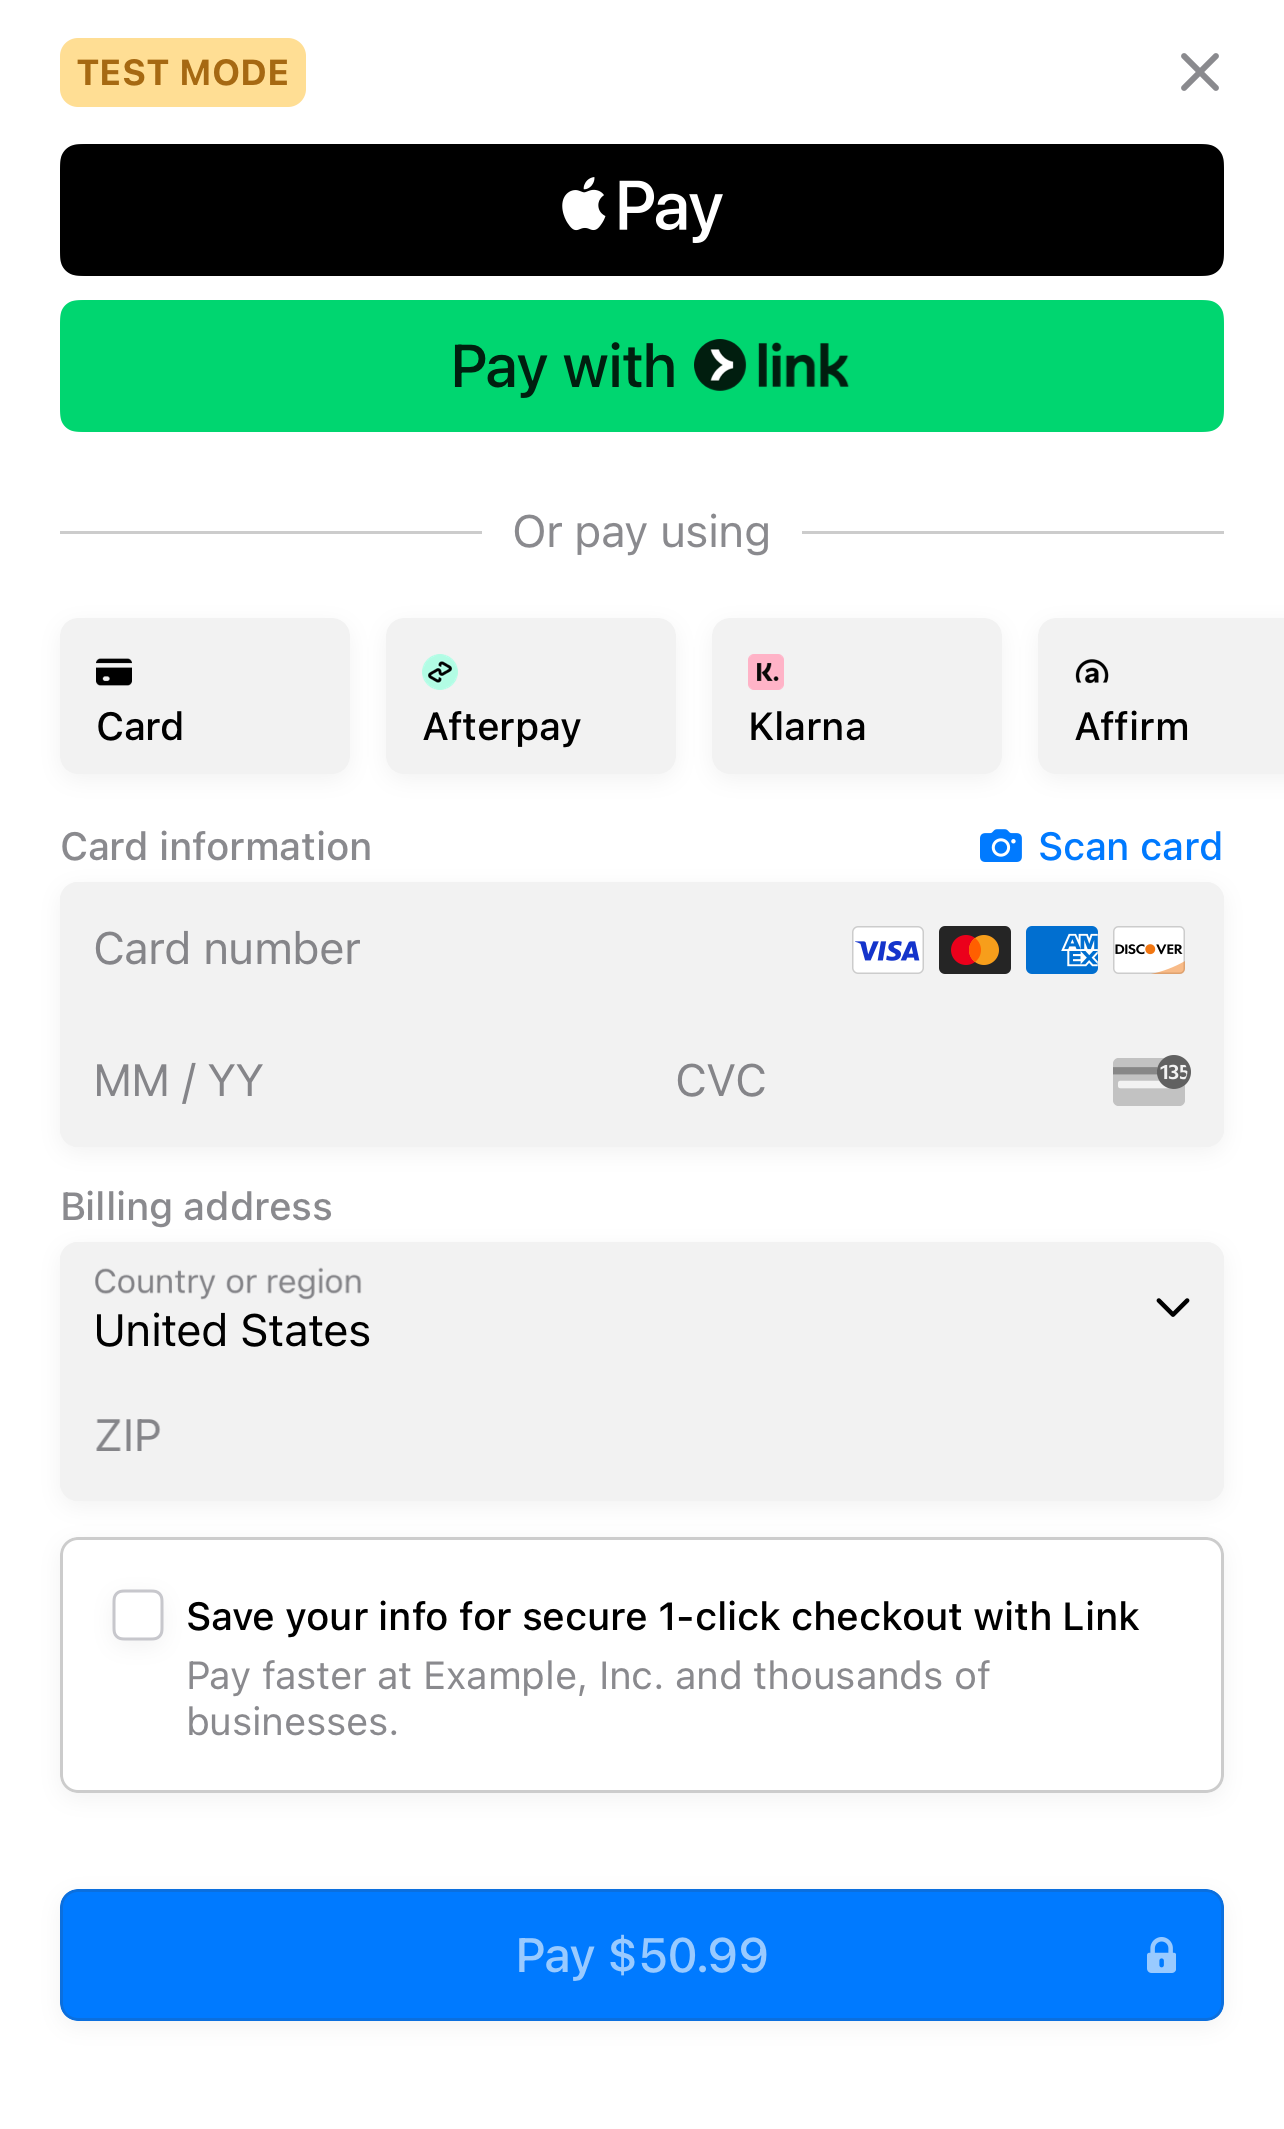 TEST MODE
Pay
Pay with link
Or pay using
Card
Afterpay
K.
Klarna
a
Affirm
Card information
Scan card
Card number
VISA
AM
EX
DISCOVER
MM / YY
CVC
135
Billing address
Country or region
United States
ZIP
Save your info for secure 1-click checkout with Link
Pay faster at Example, Inc. and thousands of
businesses.
Pay $50.99